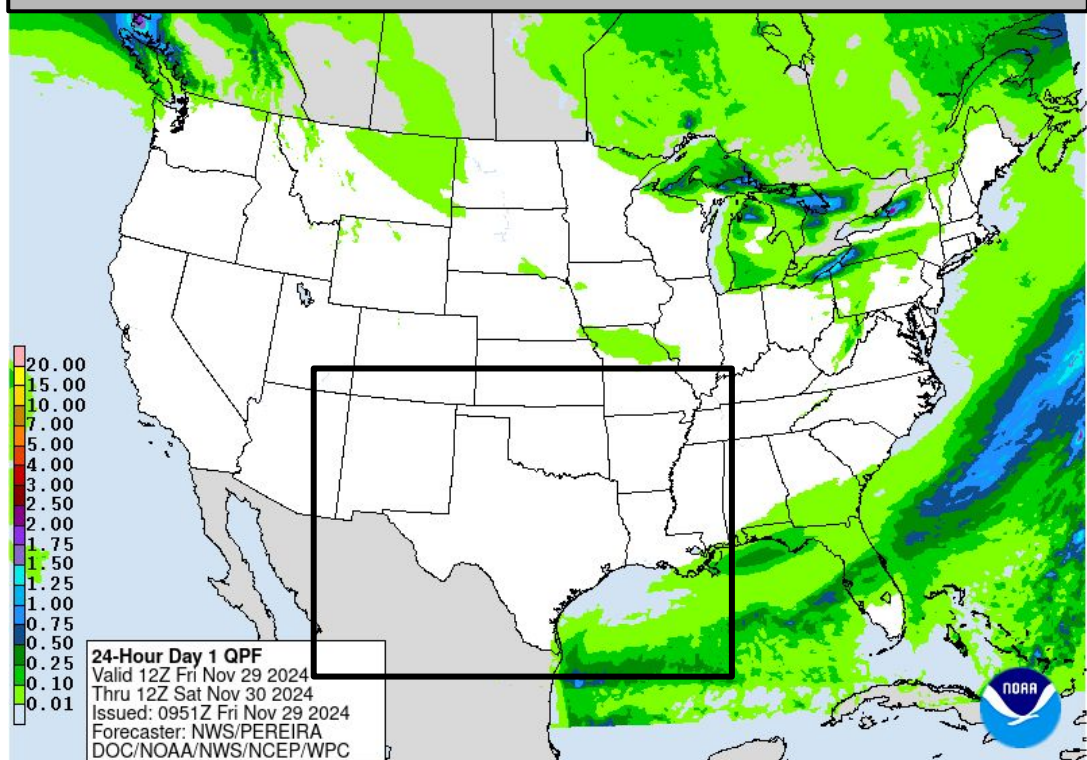 20.00
15.00
10.00
7.00
5.00
4.00
3.00
2.50
2.00
1.75
1.50
1.25
1.00
0.75
0.50
0.25
0.10
0.01
24-Hour Day 1 QPF
Valid 12Z Fri Nov 29 2024
Thru 12Z Sat Nov 30 2024
Issued: 0951Z Fri Nov 29 2024
Forecaster: NWS/PEREIRA
DOC/NOAA/NWS/NCEP/WPC
NOAA